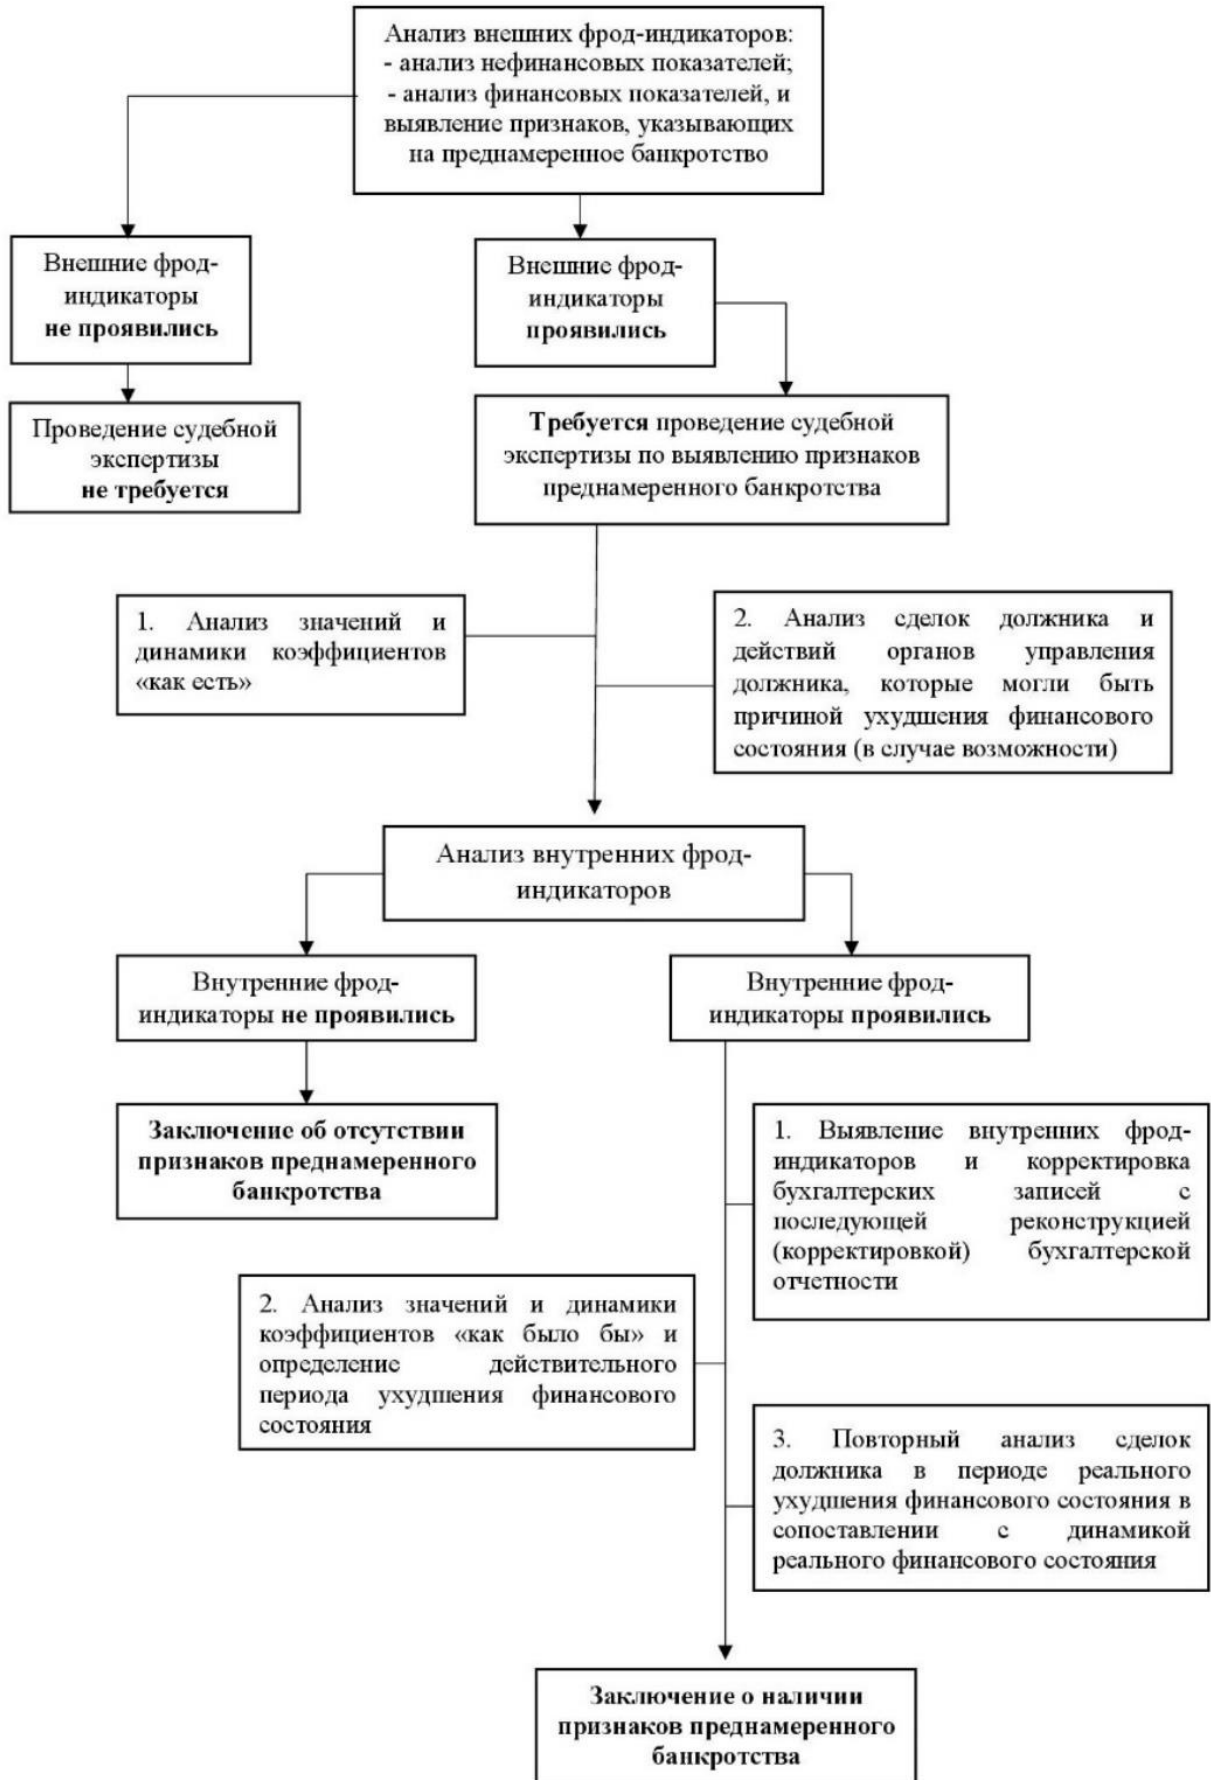 Анализ внешних фрод-индикаторов:
- анализ нефинансовых показателей;
- анализ финансовых показателей, и
выявление признаков, указывающих
на преднамеренное банкротство
Внешние фрод-
индикаторы
не проявились
Внешние фрод-
индикаторы
проявились
Проведение судебной
экспертизы
не требуется
Требуется проведение судебной
экспертизы по выявлению признаков
преднамеренного банкротства
1. Анализ значений и
динамики коэффициентов
«как есть»
2. Анализ сделок должника и
действий органов управления
должника, которые могли быть
причиной ухудшения финансового
состояния (в случае возможности)
Анализ внутренних фрод-
индикаторов
Внутренние фрод-
индикаторы не проявились
Внутренние фрод-
индикаторы проявились
Заключение об отсутствии
признаков преднамеренного
банкротства
1. Выявление внутренних фрод-
индикаторов и корректировка
бухгалтерских записей с
последующей реконструкцией
(корректировкой) бухгалтерской
отчетности
2. Анализ значений и динамики
коэффициентов «как было бы» и
определение действительного
периода ухудшения финансового
состояния
3. Повторный анализ сделок
должника в периоде реального
ухудшения финансового состояния в
сопоставлении с динамикой
реального финансового состояния
Заключение о наличии
признаков преднамеренного
банкротства